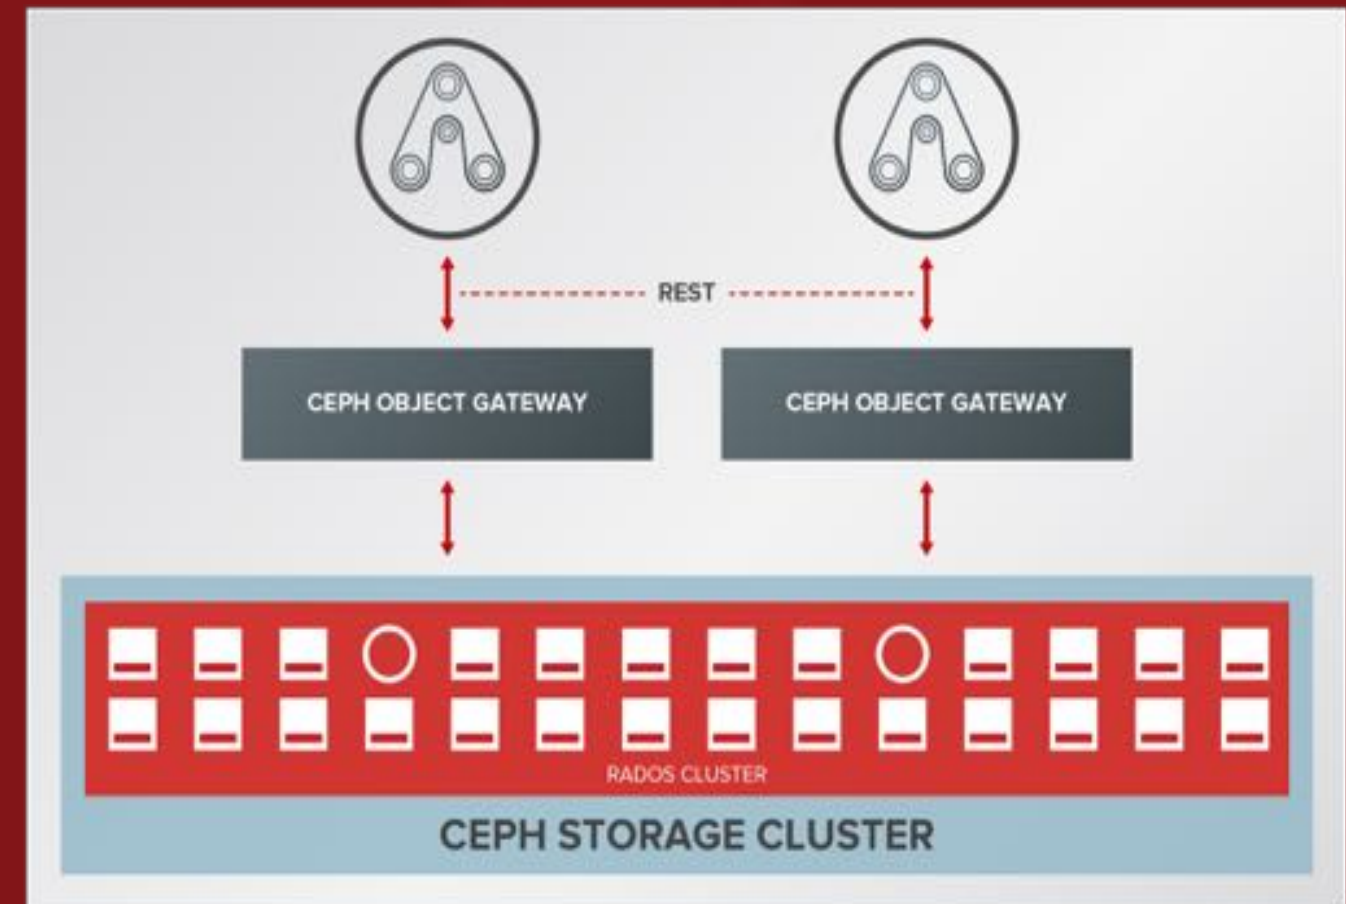 REST
CEPH OBJECT GATEWAY
CEPH OBJECT GATEWAY
RADOS CLUSTER
CEPH STORAGE CLUSTER